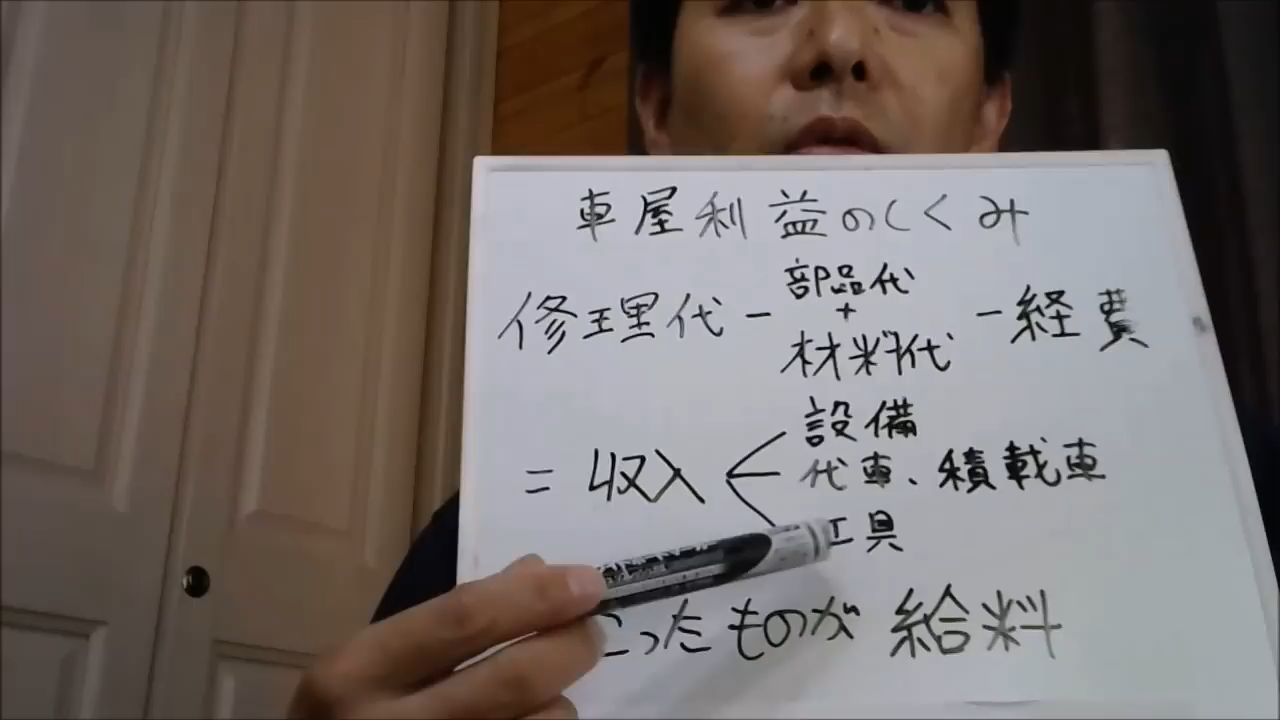 車屋利益のしくみ
修理代 - 部品代 + 材料代 - 経費
= 収入
設備
代車、積載車
工具
こったものが 給料